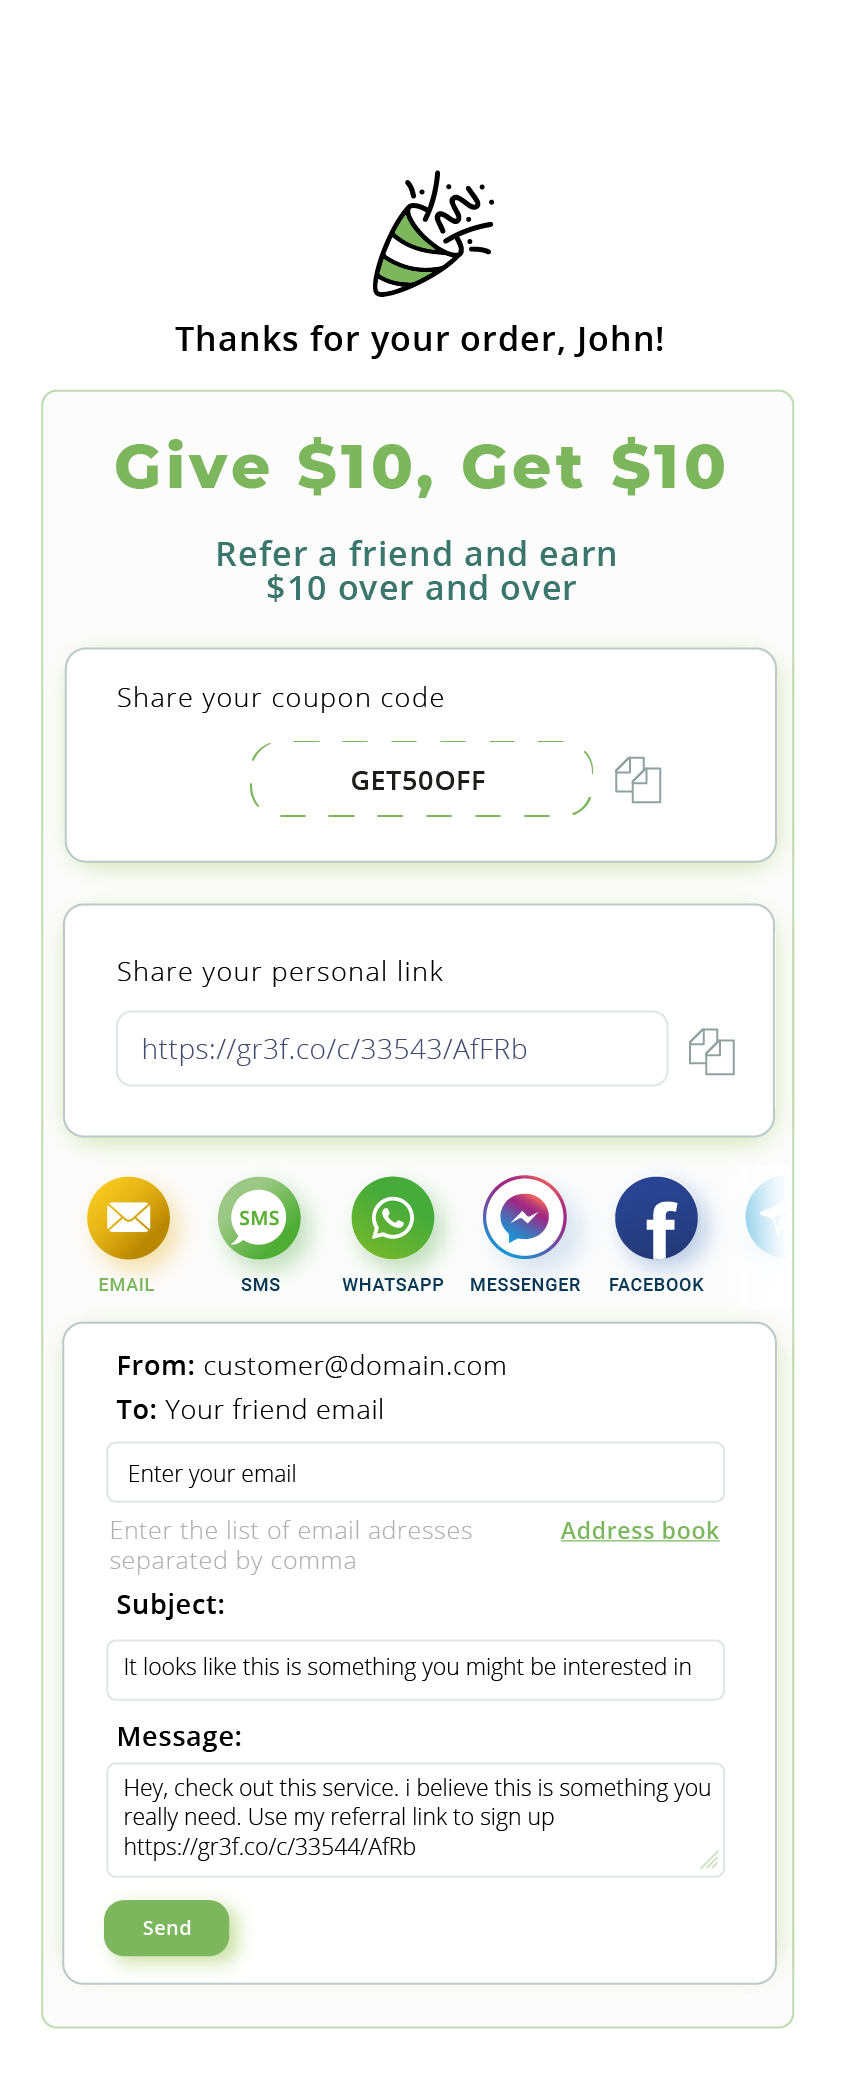 Thanks for your order, John!
Give $10, Get $10
Refer a friend and earn
$10 over and over
Share your coupon code
GET50OFF
Share your personal link
https://gr3f.co/c/33543/AfFRb
SMS
EMAIL SMS WHATSAPP MESSENGER FACEBOOK
From: customer@domain.com
To: Your friend email
Enter your email
Enter the list of email adresses
separated by comma
Address book
Subject:
It looks like this is something you might be interested in
Message:
Hey, check out this service. i believe this is something you
really need. Use my referral link to sign up
https://gr3f.co/c/33544/AfRb
Send